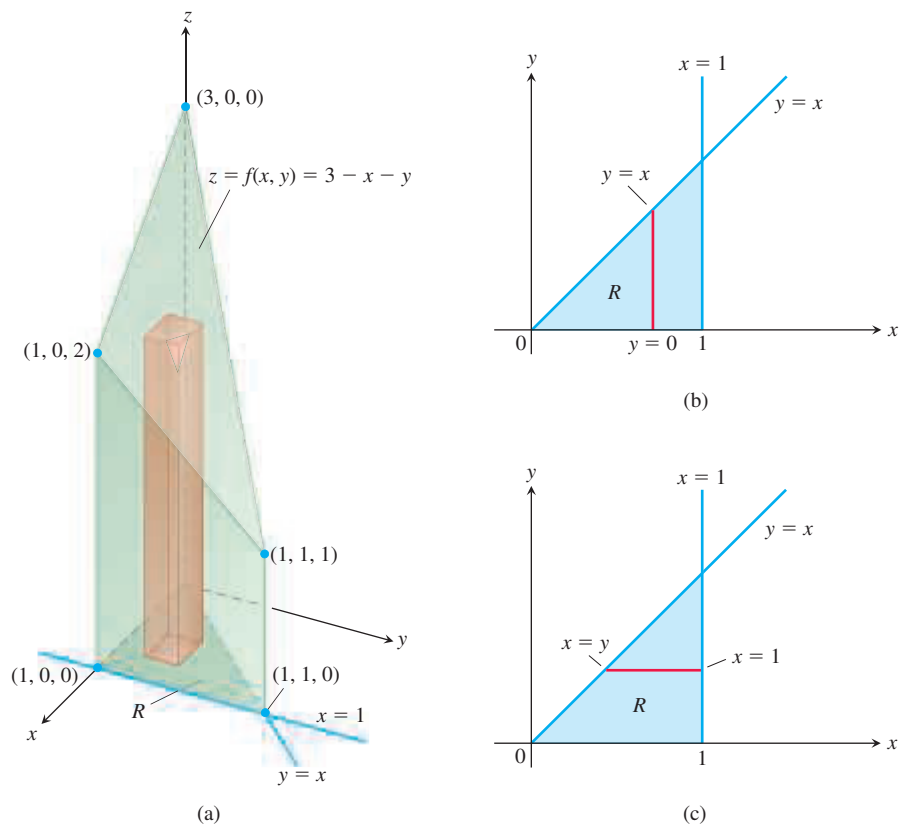 z
(3, 0, 0)
z = f(x, y) = 3 − x − y
(1, 0, 2)
(1, 1, 1)
y
(1, 0, 0)
(1, 1, 0)
R
x = 1
x
y = x
(a)
y
x = 1
y = x
y = x
R
x
0
y = 0
1
(b)
y
x = 1
y = x
x = y
x = 1
R
x
0
1
(c)